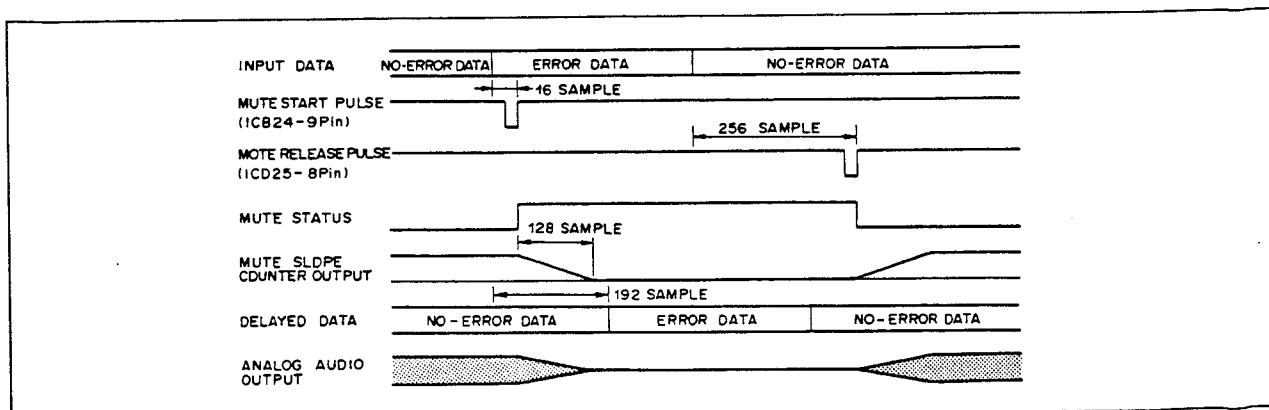 INPUT DATA
NO-ERROR DATA
ERROR DATA
NO-ERROR DATA
16 SAMPLE
MUTE START PULSE
(ICB24-9Pin)
256 SAMPLE
MOTE RELEASE PULSE
(ICD25-8Pin)
MUTE STATUS
128 SAMPLE
MUTE SLDPE
COUNTER OUTPUT
192 SAMPLE
DELAYED DATA
NO-ERROR DATA
ERROR DATA
NO-ERROR DATA
ANALOG AUDIO
OUTPUT